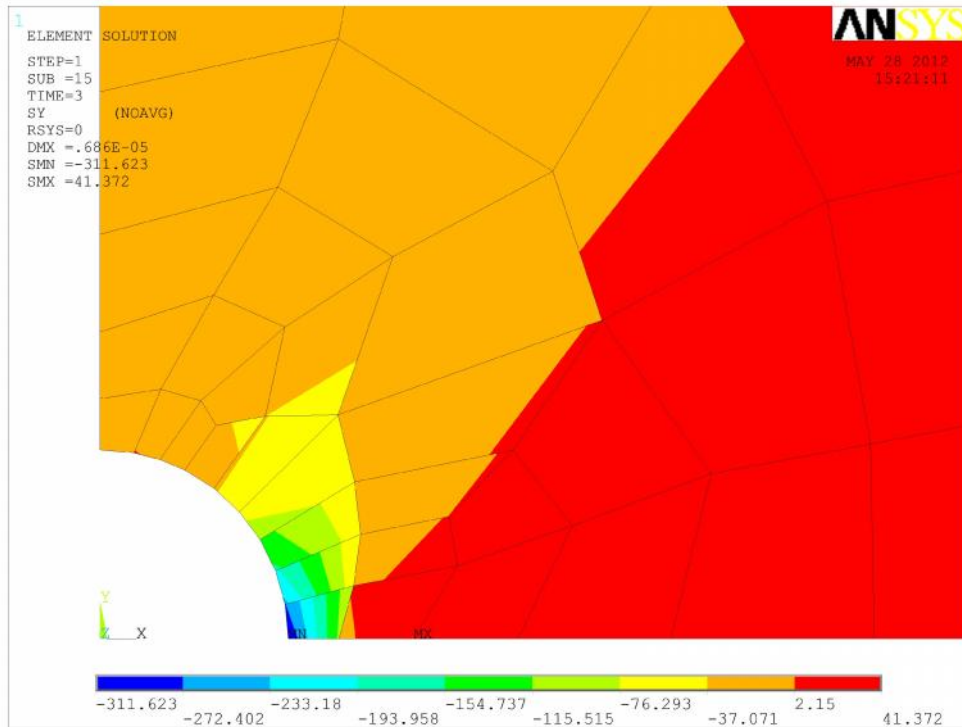 1
ELEMENT SOLUTION
STEP=1
SUB =15
TIME=3
SY (NOAVG)
RSYS=0
DMX =.686E-05
SMN =-311.623
SMX =41.372
ANSYS
MAY 28 2012
15:21:11
Y
Z X
MX
-311.623 -233.18 -154.737 -76.293 2.15
-272.402 -193.958 -115.515 -37.071 41.372